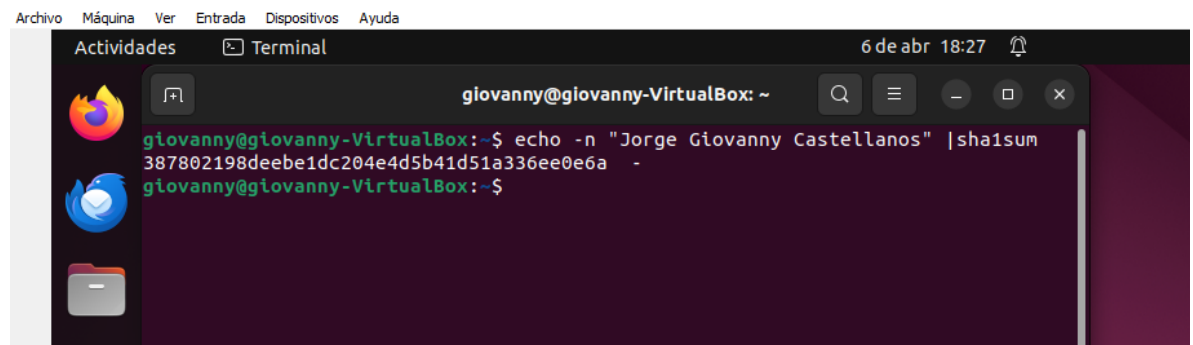 Archivo Máquina Ver Entrada Dispositivos Ayuda
Actividades Terminal 6 de abr 18:27
giovanny@giovanny-VirtualBox: ~
giovanny@giovanny-VirtualBox:~$ echo -n "Jorge Giovanny Castellanos" |sha1sum
387802198deebe1dc204e4d5b41d51a336ee0e6a -
giovanny@giovanny-VirtualBox:~$